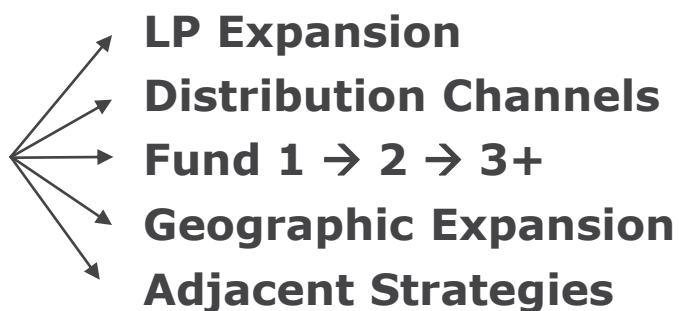 LP Expansion
Distribution Channels
Fund 1 → 2 → 3+
Geographic Expansion
Adjacent Strategies